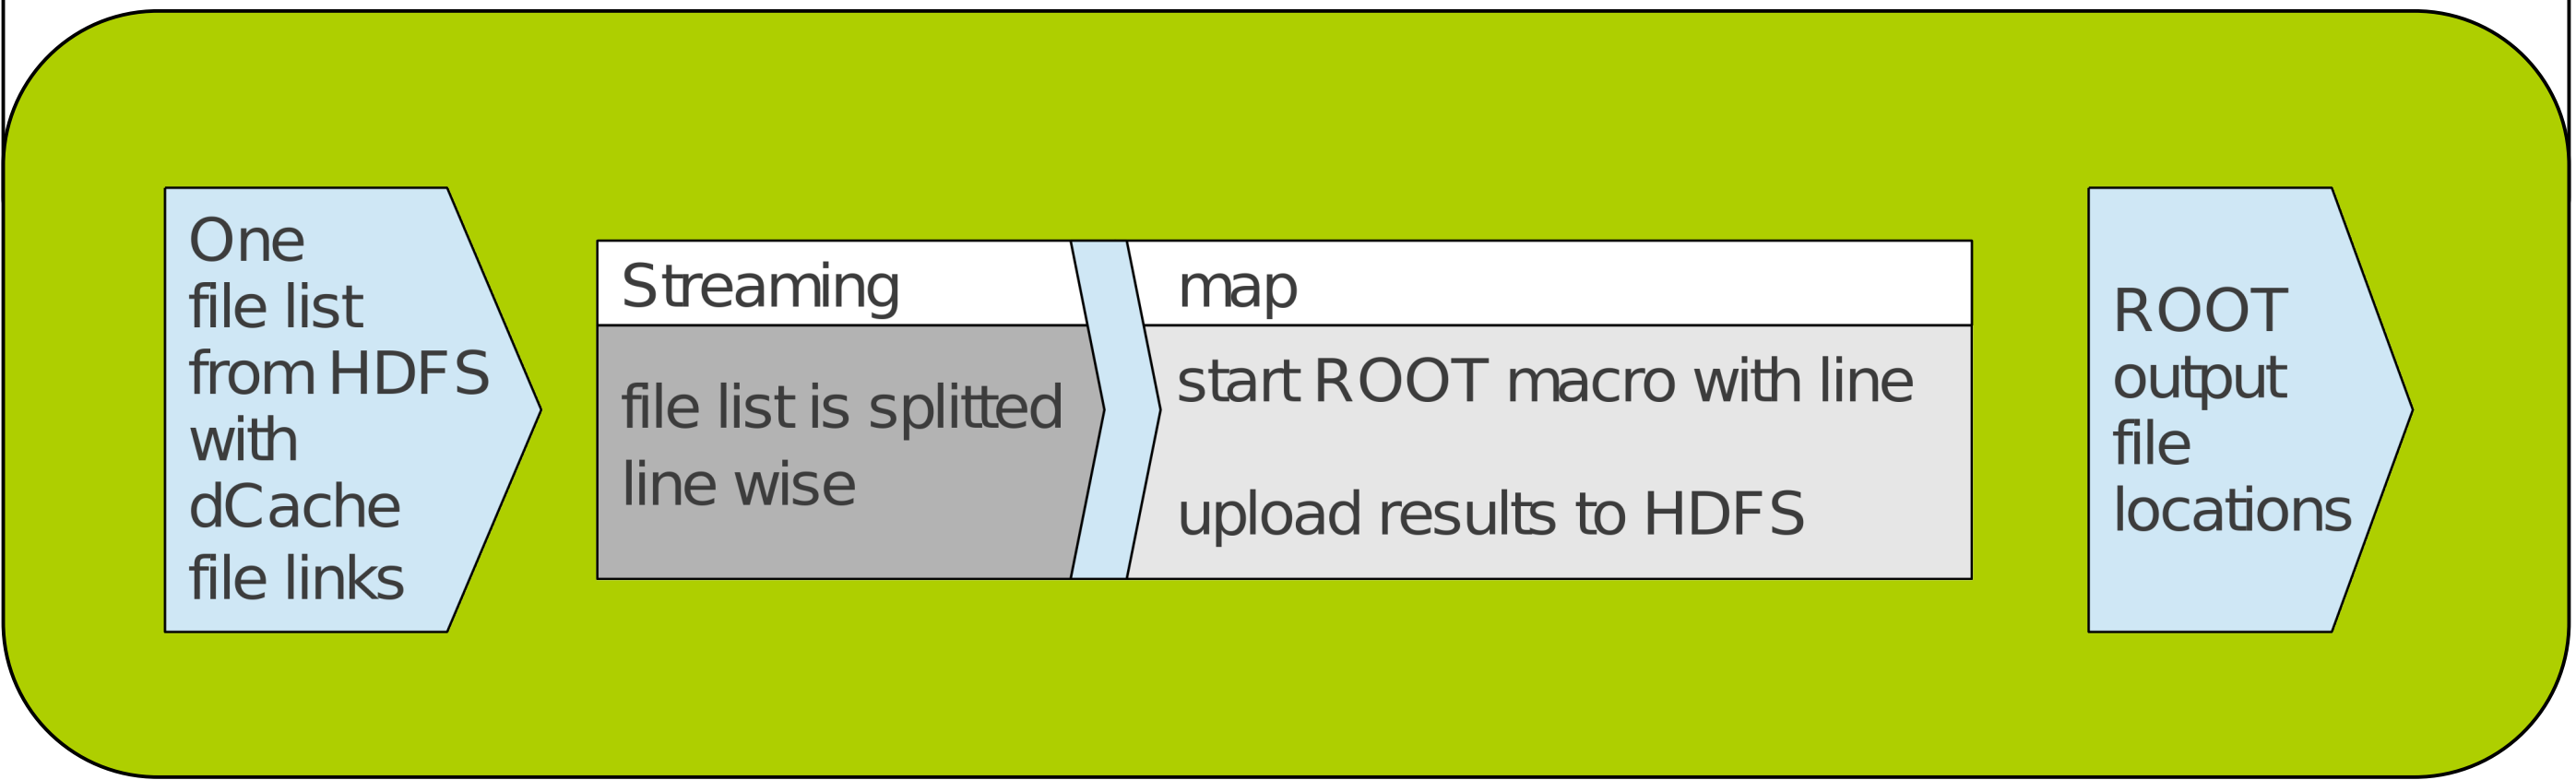 One
file list
from HDFS
with
dCache
file links
Streaming
file list is splitted
line wise
map
start ROOT macro with line
upload results to HDFS
ROOT
output
file
locations